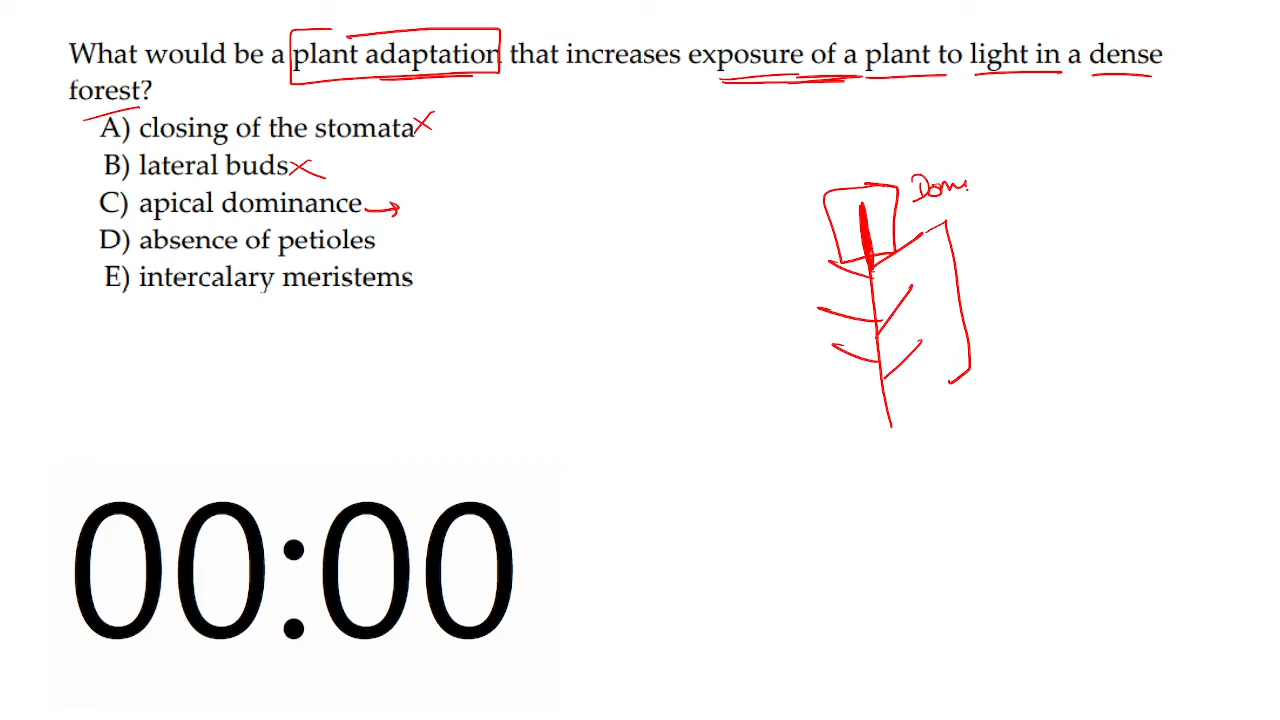 What would be a plant adaptation that increases exposure of a plant to light in a dense
forest?
A) closing of the stomata
B) lateral buds
C) apical dominance
D) absence of petioles
E) intercalary meristems
Dom.
00:00